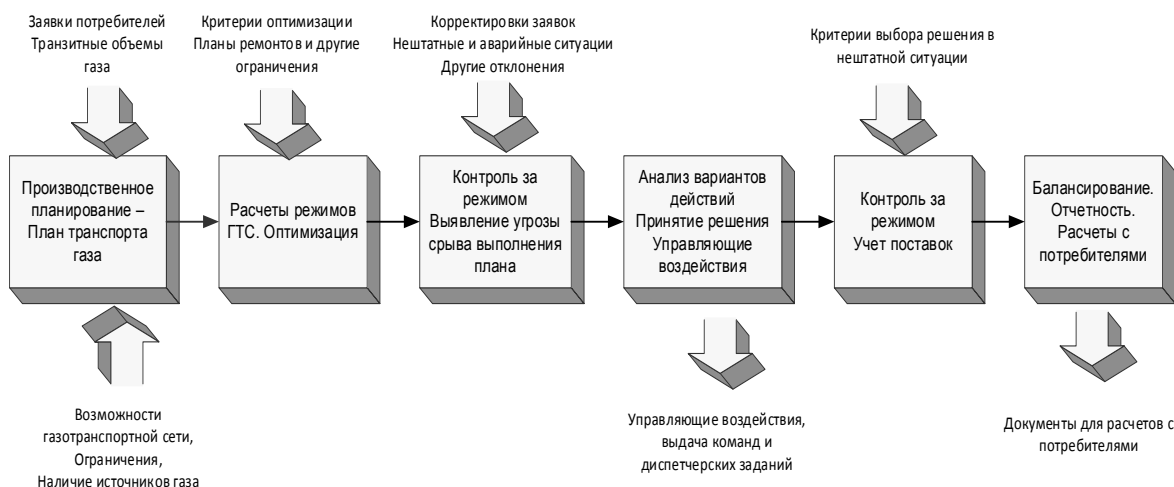 Заявки потребителей
Транзитные объемы
газа
Критерии оптимизации
Планы ремонтов и другие
ограничения
Корректировки заявок
Нештатные и аварийные ситуации
Другие отклонения
Критерии выбора решения в
нештатной ситуации
Производственное
планирование –
План транспорта
газа
Расчеты режимов
ГТС. Оптимизация
Контроль за
режимом
Выявление угрозы
срыва выполнения
плана
Анализ вариантов
действий
Принятие решения
Управляющие
воздействия
Контроль за
режимом
Учет поставок
Балансирование.
Отчетность.
Расчеты с
потребителями
Возможности
газотранспортной сети,
Ограничения,
Наличие источников газа
Управляющие воздействия,
выдача команд и
диспетчерских заданий
Документы для расчетов с
потребителями